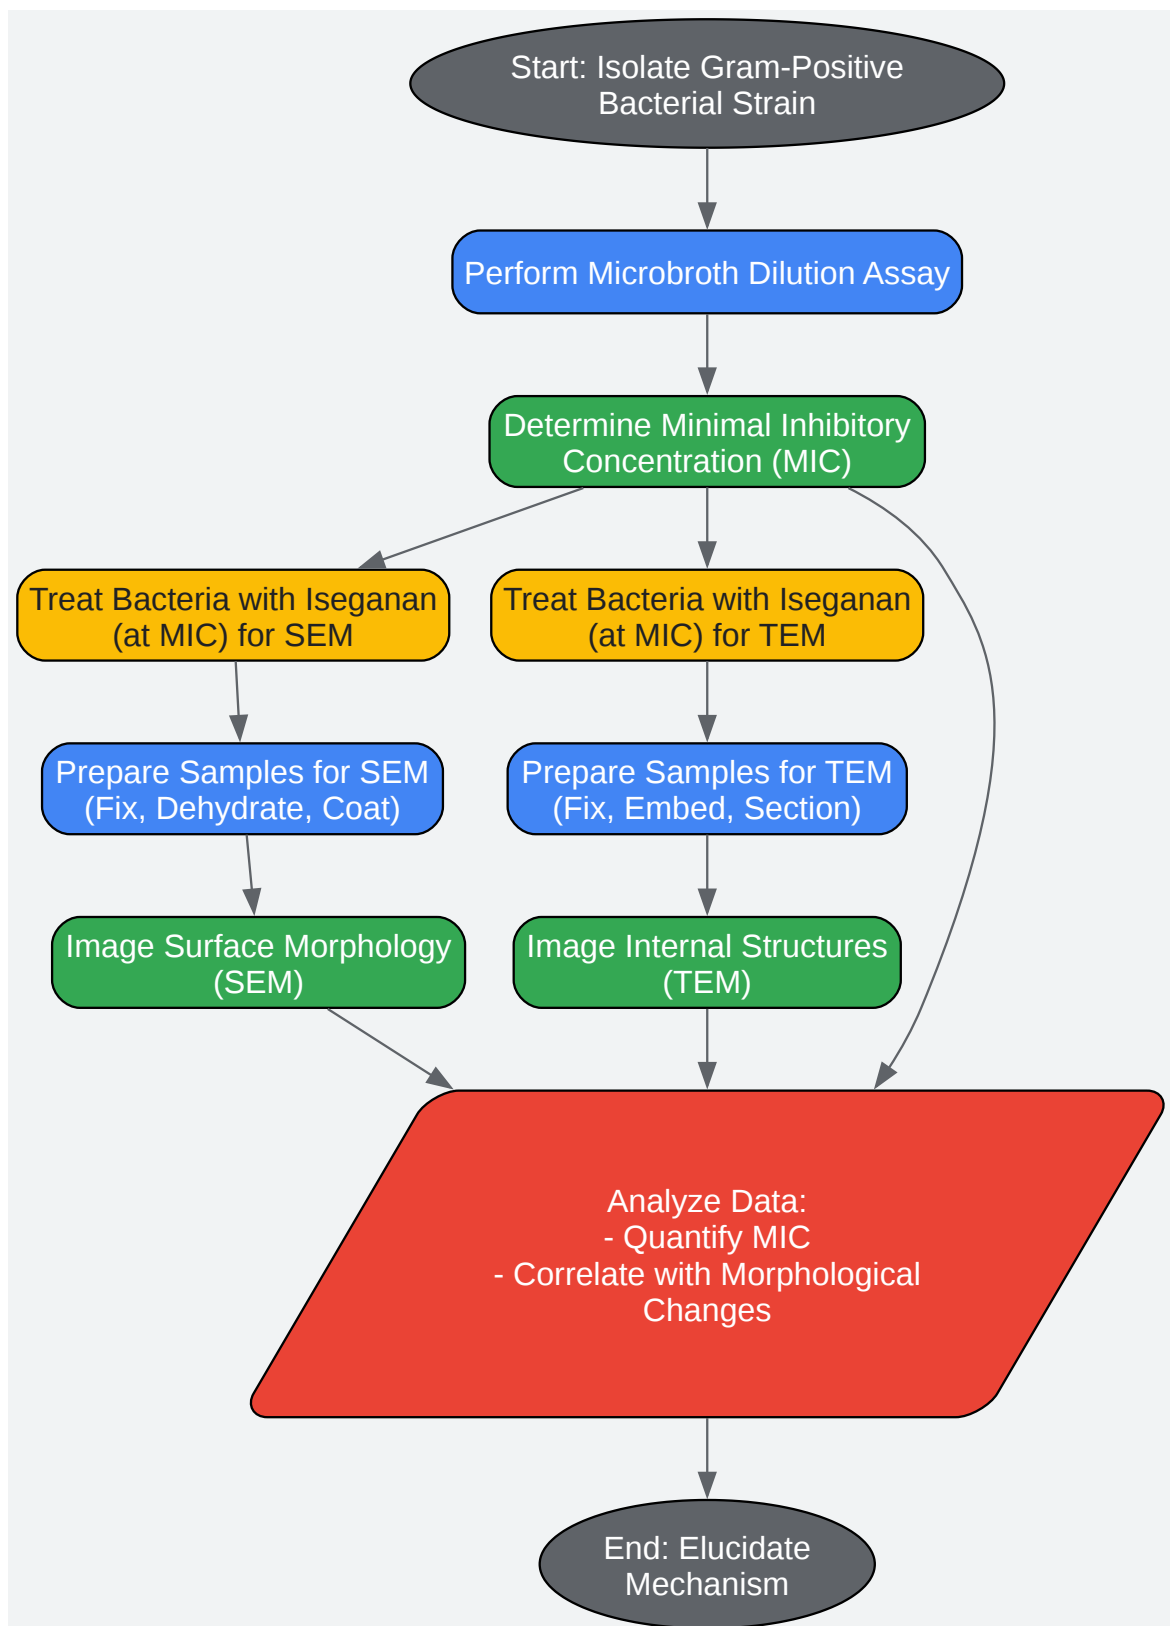 Start: Isolate Gram-Positive
Bacterial Strain
Perform Microbroth Dilution Assay
Determine Minimal Inhibitory
Concentration (MIC)
Treat Bacteria with Iseganan
(at MIC) for SEM
Treat Bacteria with Iseganan
(at MIC) for TEM
Prepare Samples for SEM
(Fix, Dehydrate, Coat)
Prepare Samples for TEM
(Fix, Embed, Section)
Image Surface Morphology
(SEM)
Image Internal Structures
(TEM)
Analyze Data:
- Quantify MIC
- Correlate with Morphological
Changes
End: Elucidate
Mechanism